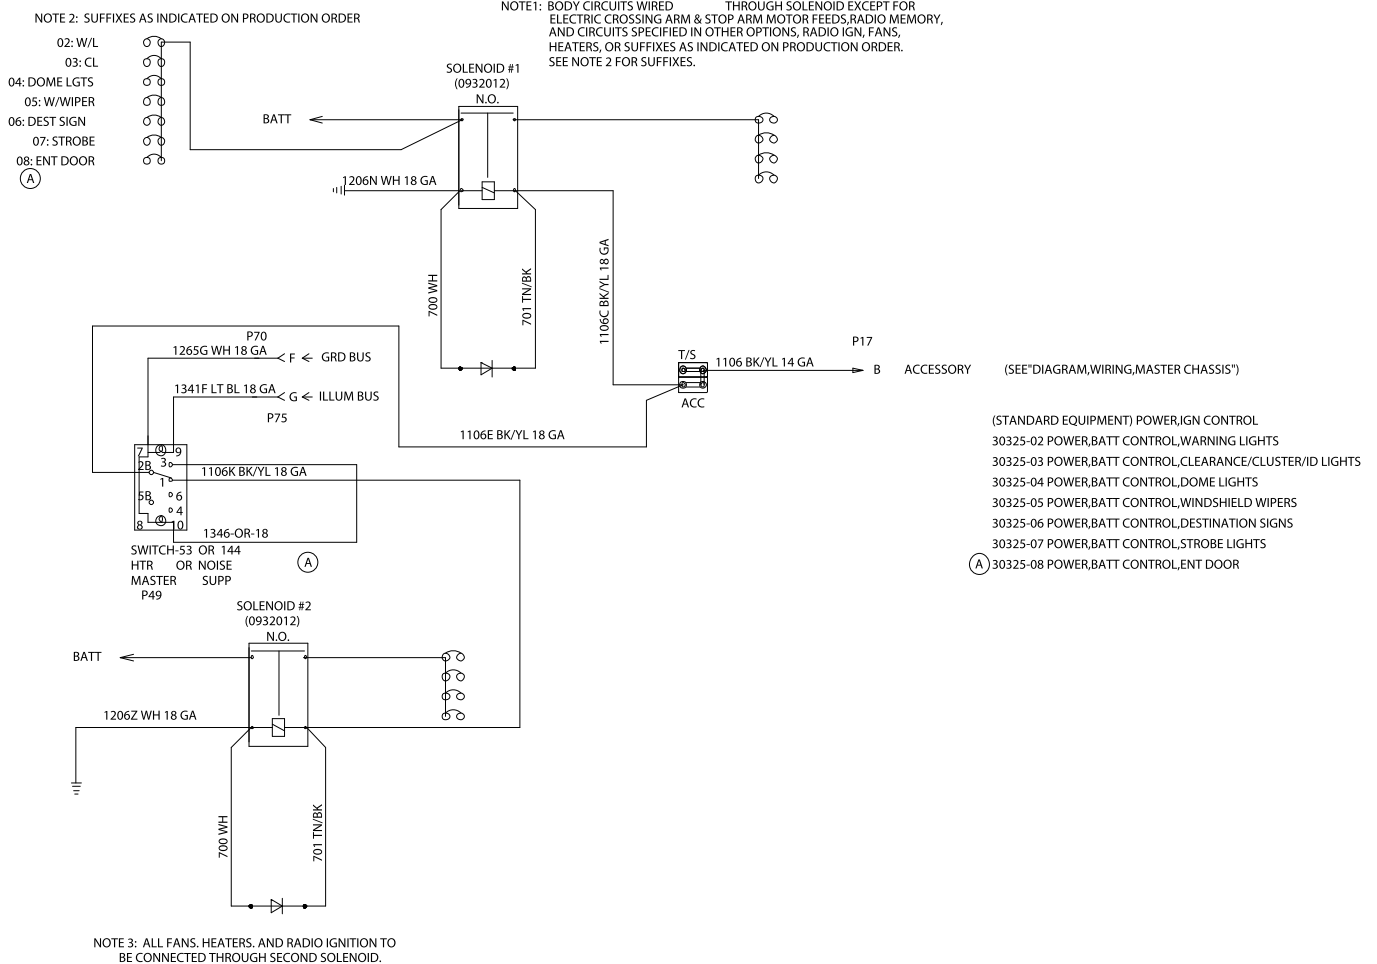 NOTE 2: SUFFIXES AS INDICATED ON PRODUCTION ORDER
02: W/L
03: CL
04: DOME LGTS
05: W/WIPER
06: DEST SIGN
07: STROBE
08: ENT DOOR
A
NOTE1: BODY CIRCUITS WIRED THROUGH SOLENOID EXCEPT FOR
ELECTRIC CROSSING ARM & STOP ARM MOTOR FEEDS,RADIO MEMORY,
AND CIRCUITS SPECIFIED IN OTHER OPTIONS, RADIO IGN, FANS,
HEATERS, OR SUFFIXES AS INDICATED ON PRODUCTION ORDER.
SEE NOTE 2 FOR SUFFIXES.
SOLENOID #1
(0932012)
N.O.
BATT
1206N WH 18 GA
700 WH
701 TN/BK
1106C BK/YL 18 GA
P70
1265G WH 18 GA
F
GRD BUS
1341F LT BL 18 GA
G
ILLUM BUS
P75
T/S
ACC
1106 BK/YL 14 GA
P17
B
ACCESSORY
(SEE"DIAGRAM,WIRING,MASTER CHASSIS")
1106E BK/YL 18 GA
7
9
2B
3
1
1106K BK/YL 18 GA
5B
6
4
8
10
1346-OR-18
SWITCH-53 OR 144
HTR OR NOISE
MASTER SUPP
P49
A
(STANDARD EQUIPMENT) POWER,IGN CONTROL
30325-02 POWER,BATT CONTROL,WARNING LIGHTS
30325-03 POWER,BATT CONTROL,CLEARANCE/CLUSTER/ID LIGHTS
30325-04 POWER,BATT CONTROL,DOME LIGHTS
30325-05 POWER,BATT CONTROL,WINDSHIELD WIPERS
30325-06 POWER,BATT CONTROL,DESTINATION SIGNS
30325-07 POWER,BATT CONTROL,STROBE LIGHTS
A 30325-08 POWER,BATT CONTROL,ENT DOOR
SOLENOID #2
(0932012)
N.O.
BATT
1206Z WH 18 GA
700 WH
701 TN/BK
NOTE 3: ALL FANS. HEATERS. AND RADIO IGNITION TO
BE CONNECTED THROUGH SECOND SOLENOID.